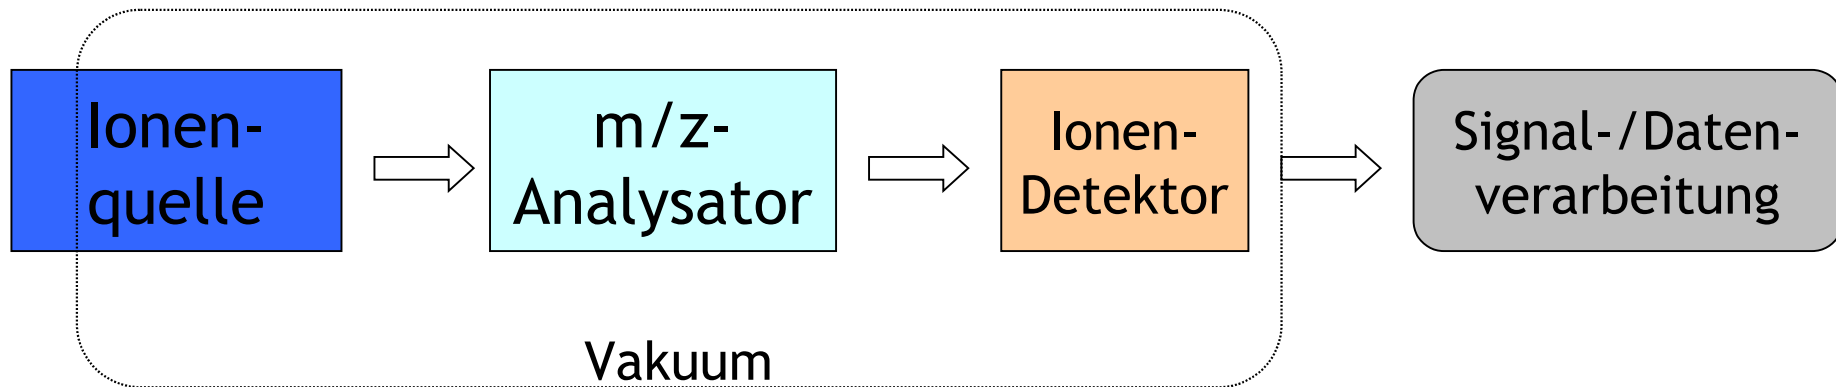 Ionen-
quelle
m/z-
Analysator
Ionen-
Detektor
Signal-/Daten-
verarbeitung
Vakuum